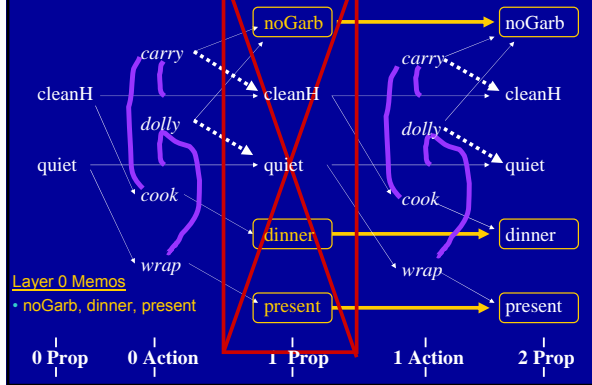 noGarb
noGarb
carry
carry
cleanH
cleanH
cleanH
dolly
dolly
quiet
quiet
quiet
cook
cook
dinner
dinner
wrap
wrap
Layer 0 Memos
• noGarb, dinner, present
present
present
0 Prop
0 Action
1 Prop
1 Action
2 Prop